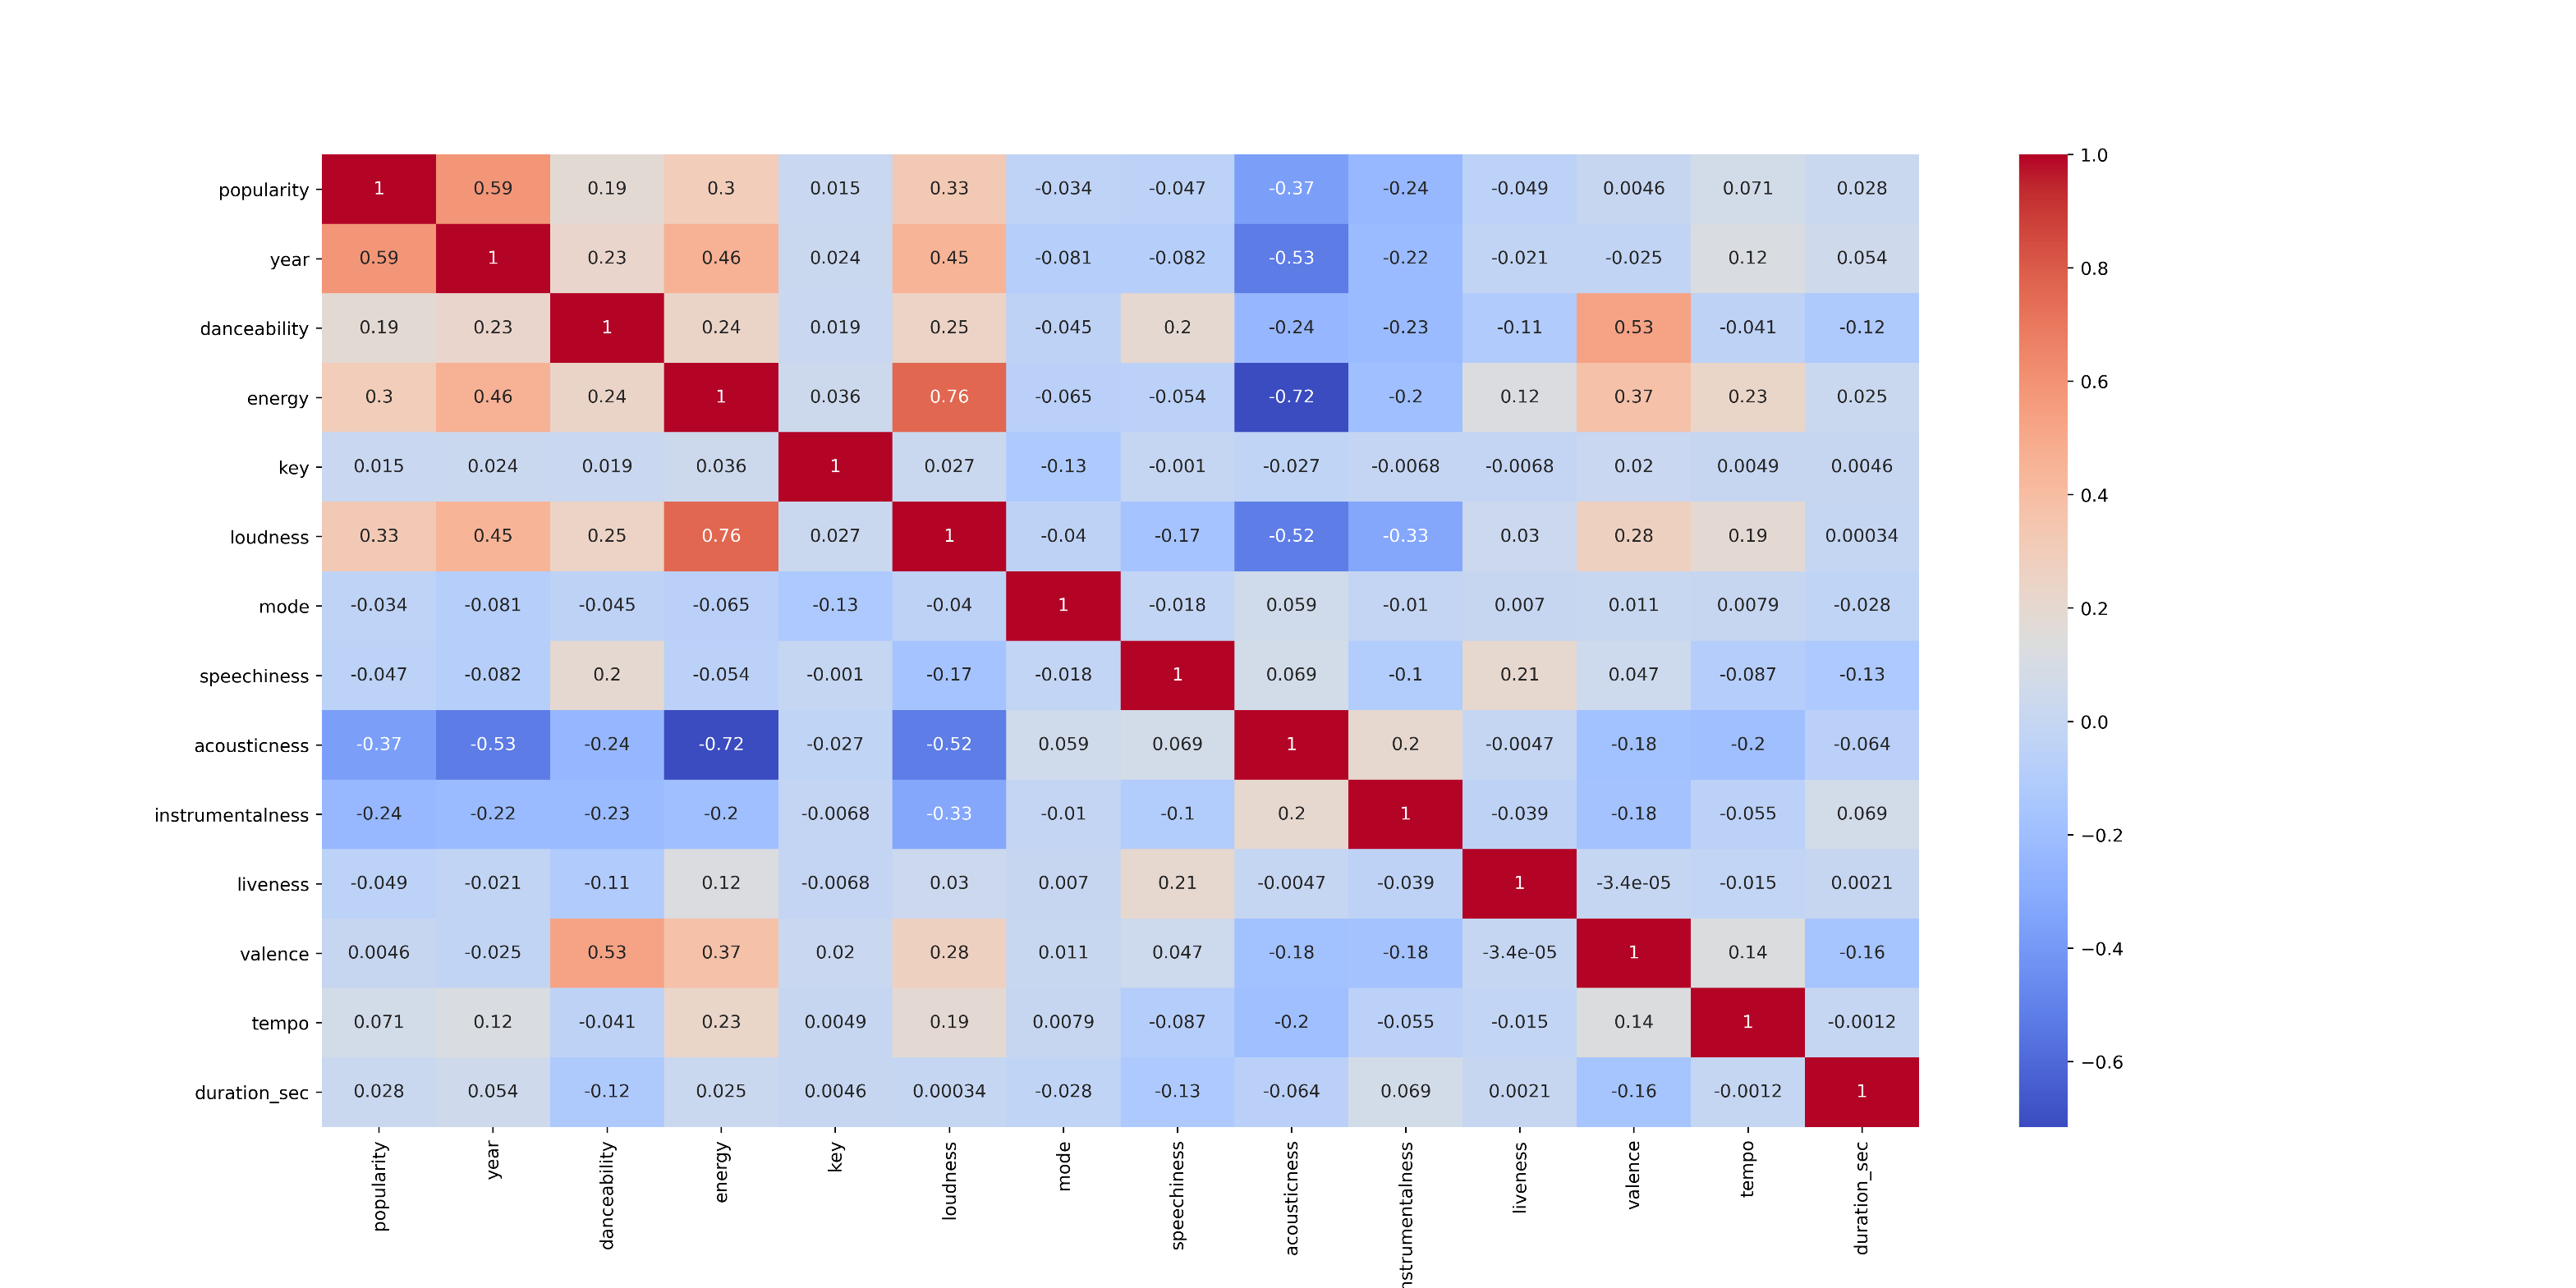 popularity 1 0.59 0.19 0.3 0.015 0.33 -0.034 -0.047 -0.37 -0.24 -0.049 0.0046 0.071 0.028
year 0.59 1 0.23 0.46 0.024 0.45 -0.081 -0.082 -0.53 -0.22 -0.021 -0.025 0.12 0.054
danceability 0.19 0.23 1 0.24 0.019 0.25 -0.045 0.2 -0.24 -0.23 -0.11 0.53 -0.041 -0.12
energy 0.3 0.46 0.24 1 0.036 0.76 -0.065 -0.054 -0.72 -0.2 0.12 0.37 0.23 0.025
key 0.015 0.024 0.019 0.036 1 0.027 -0.13 -0.001 -0.027 -0.0068 -0.0068 0.02 0.0049 0.0046
loudness 0.33 0.45 0.25 0.76 0.027 1 -0.04 -0.17 -0.52 -0.33 0.03 0.28 0.19 0.00034
mode -0.034 -0.081 -0.045 -0.065 -0.13 -0.04 1 -0.018 0.059 -0.01 0.007 0.011 0.0079 -0.028
speechiness -0.047 -0.082 0.2 -0.054 -0.001 -0.17 -0.018 1 0.069 -0.1 0.21 0.047 -0.087 -0.13
acousticness -0.37 -0.53 -0.24 -0.72 -0.027 -0.52 0.059 0.069 1 0.2 -0.0047 -0.18 -0.2 -0.064
instrumentalness -0.24 -0.22 -0.23 -0.2 -0.0068 -0.33 -0.01 -0.1 0.2 1 -0.039 -0.18 -0.055 0.069
liveness -0.049 -0.021 -0.11 0.12 -0.0068 0.03 0.007 0.21 -0.0047 -0.039 1 -3.4e-05 -0.015 0.0021
valence 0.0046 -0.025 0.53 0.37 0.02 0.28 0.011 0.047 -0.18 -0.18 -3.4e-05 1 0.14 -0.16
tempo 0.071 0.12 -0.041 0.23 0.0049 0.19 0.0079 -0.087 -0.2 -0.055 -0.015 0.14 1 -0.0012
duration_sec 0.028 0.054 -0.12 0.025 0.0046 0.00034 -0.028 -0.13 -0.064 0.069 0.0021 -0.16 -0.0012 1
popularity
year
danceability
energy
key
loudness
mode
speechiness
acousticness
nstrumentalness
liveness
valence
tempo
duration_sec
1.0
0.8
0.6
0.4
0.2
0.0
−0.2
−0.4
−0.6